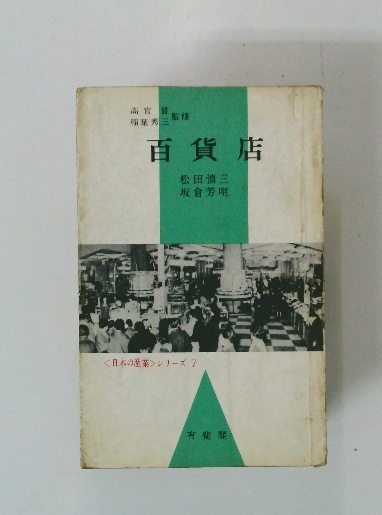 高宮晋
稲葉秀三
監修
百貨店
松田慎三
坂倉芳明
＜日本の産業＞シリーズ 7
有斐閣